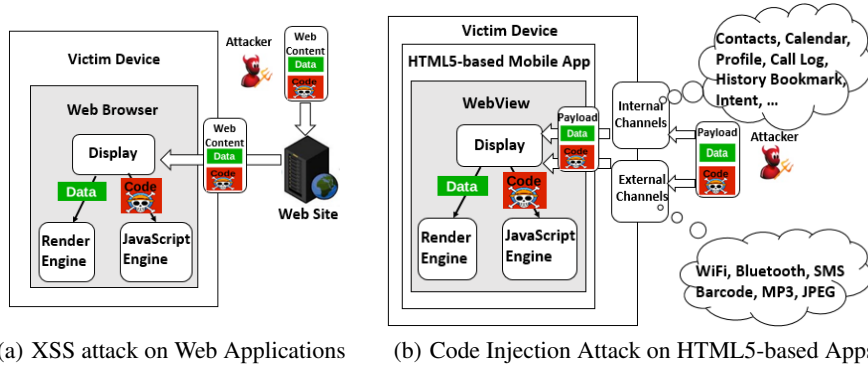 Victim Device
Attacker
Web
Content
Data
Code
Web Browser
Web
Content
Data
Code
Display
Data
Code
Web Site
Render
Engine
JavaScript
Engine
(a) XSS attack on Web Applications
Victim Device
HTML5-based Mobile App
WebView
Display
Payload
Data
Code
Data
Code
Render
Engine
JavaScript
Engine
Internal
Channels
External
Channels
Payload
Data
Code
Attacker
Contacts, Calendar,
Profile, Call Log,
History Bookmark,
Intent, ...
WiFi, Bluetooth, SMS
Barcode, MP3, JPEG
(b) Code Injection Attack on HTML5-based Apps